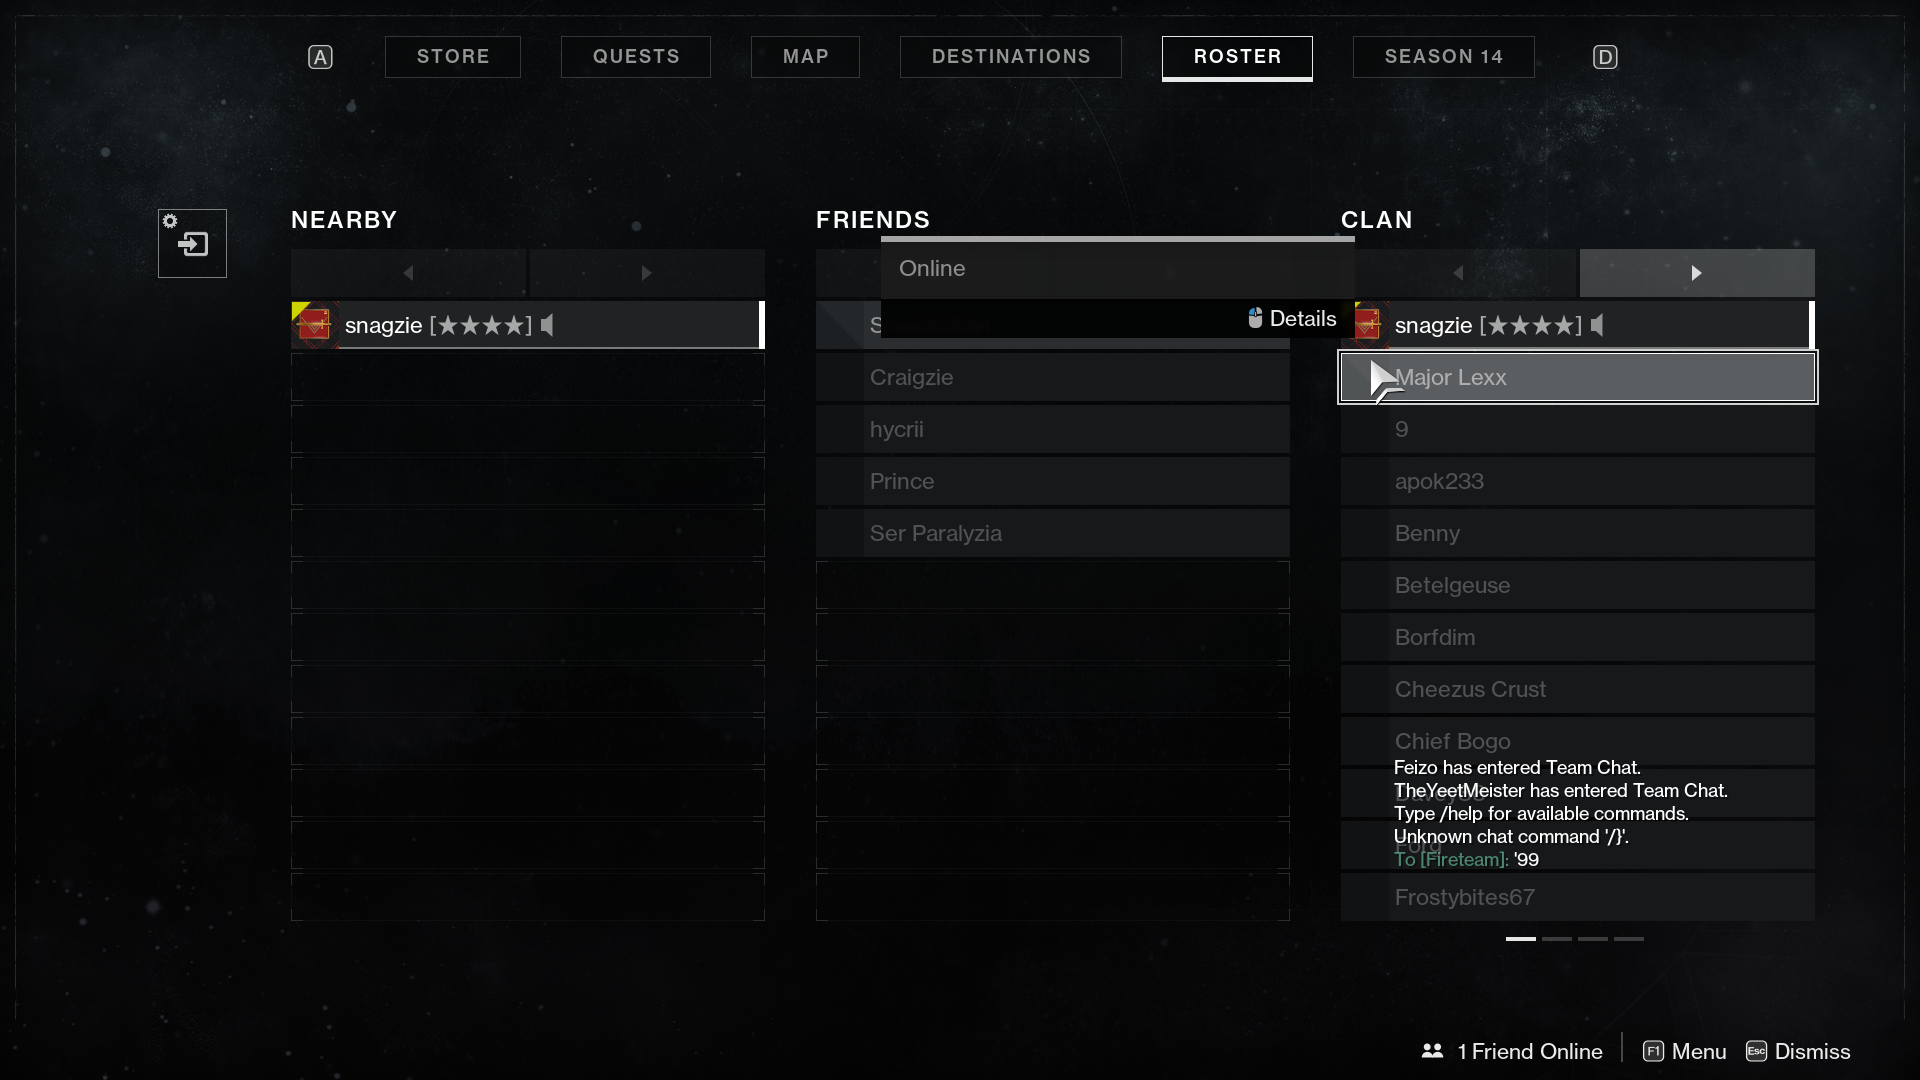 A
STORE
QUESTS
MAP
DESTINATIONS
ROSTER
SEASON 14
D
NEARBY
snagzie [★★★★]
FRIENDS
Online
Details
Craigzie
hycrii
Prince
Ser Paralyzia
CLAN
snagzie [★★★★]
Major Lexx
9
apok233
Benny
Betelgeuse
Borfdim
Cheezus Crust
Chief Bogo
Feizo has entered Team Chat.
TheYeetMeister has entered Team Chat.
Type /help for available commands.
Unknown chat command '/}'.
To [Fireteam]: '99
Frostybites67
1 Friend Online
F1 Menu
Esc Dismiss